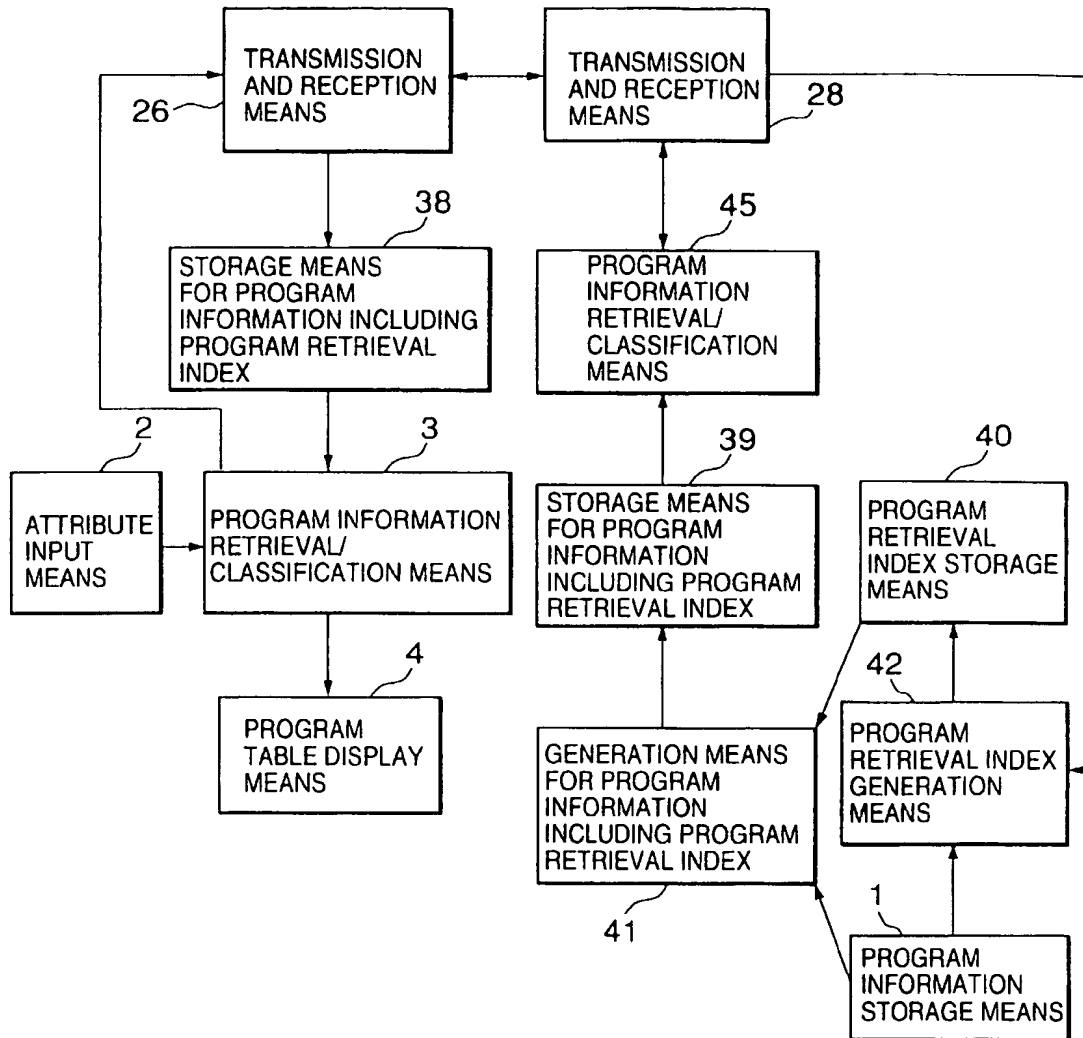 TRANSMISSION
AND RECEPTION
MEANS
26
TRANSMISSION
AND RECEPTION
MEANS
28
38
STORAGE MEANS
FOR PROGRAM
INFORMATION INCLUDING
PROGRAM RETRIEVAL
INDEX
45
PROGRAM
INFORMATION
RETRIEVAL/
CLASSIFICATION
MEANS
2
ATTRIBUTE
INPUT
MEANS
3
PROGRAM INFORMATION
RETRIEVAL/
CLASSIFICATION MEANS
39
STORAGE MEANS
FOR PROGRAM
INFORMATION
INCLUDING PROGRAM
RETRIEVAL INDEX
40
PROGRAM
RETRIEVAL
INDEX STORAGE
MEANS
4
PROGRAM
TABLE DISPLAY
MEANS
GENERATION MEANS
FOR PROGRAM
INFORMATION
INCLUDING PROGRAM
RETRIEVAL INDEX
41
42
PROGRAM
RETRIEVAL INDEX
GENERATION
MEANS
1
PROGRAM
INFORMATION
STORAGE MEANS